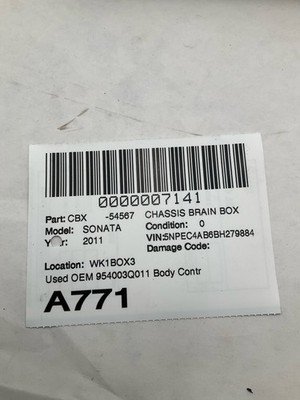 0000007141
Part: CBX -54567 CHASSIS BRAIN BOX
Model: SONATA Condition: 0
Year: 2011 VIN:5NPEC4AB6BH279884
Damage Code:
Location: WK1BOX3
Used OEM 954003Q011 Body Contr
A771